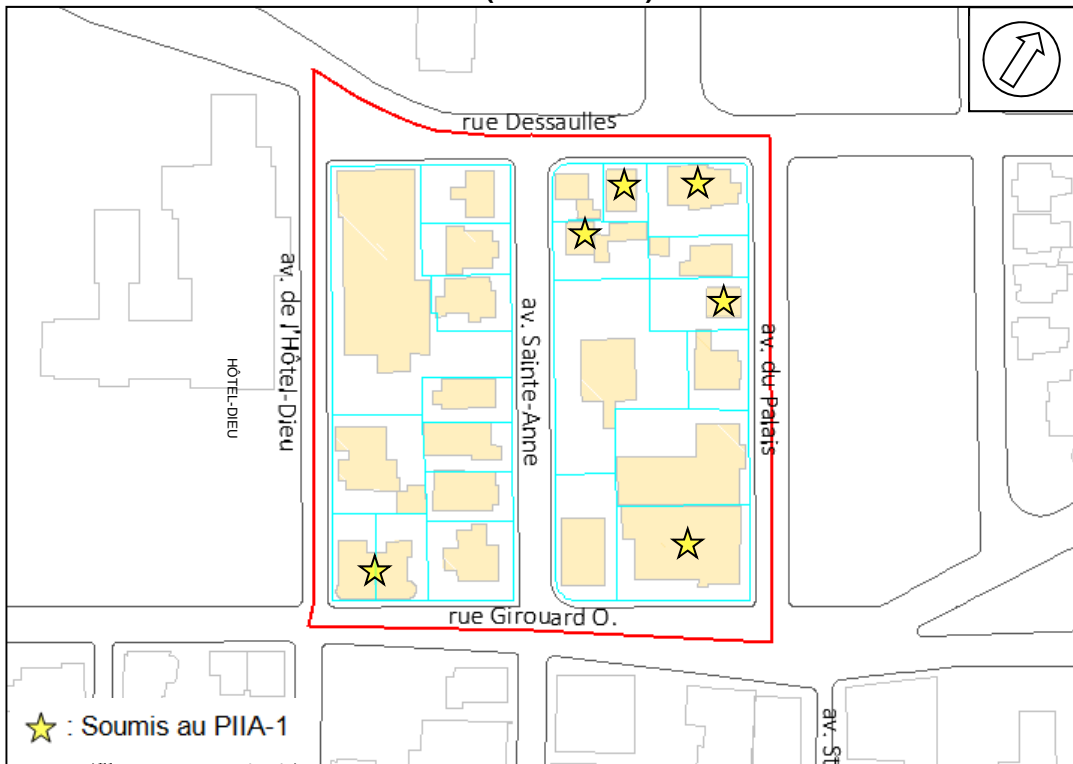 rue Dessaulles
av. de l'Hôtel-Dieu
HÔTEL-DIEU
av. Sainte-Anne
av. du Palais
rue Girouard O.
: Soumis au PIIA-1